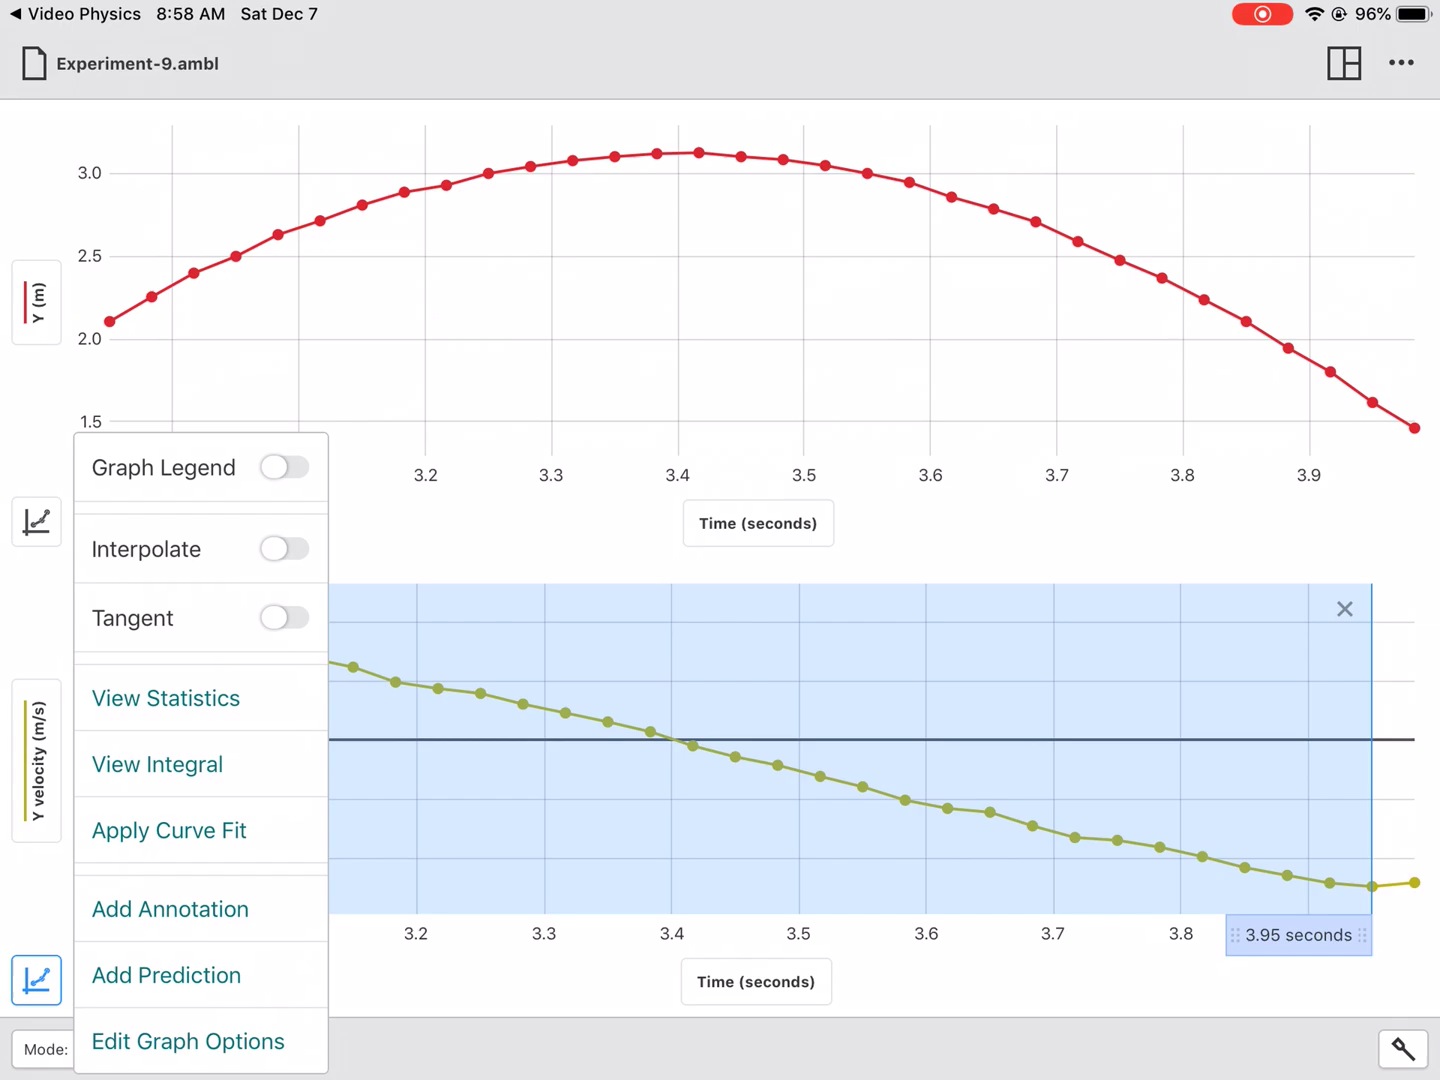 ◀ Video Physics 8:58 AM Sat Dec 7 96%
Experiment-9.ambl
3.0
2.5
2.0
1.5
Y (m)
3.2 3.3 3.4 3.5 3.6 3.7 3.8 3.9
Time (seconds)
Graph Legend
Interpolate
Tangent
View Statistics
View Integral
Apply Curve Fit
Add Annotation
Add Prediction
Edit Graph Options
Y velocity (m/s)
3.2 3.3 3.4 3.5 3.6 3.7 3.8
3.95 seconds
Time (seconds)
Mode: